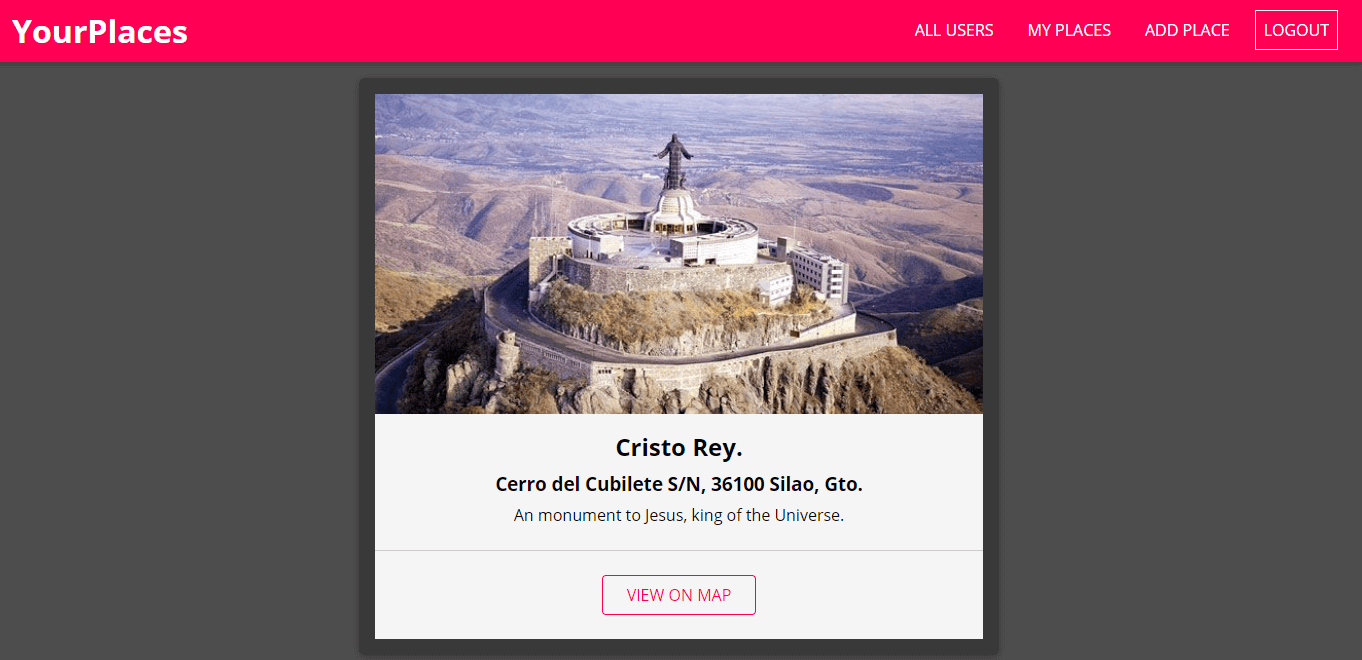 YourPlaces
ALL USERS
MY PLACES
ADD PLACE
LOGOUT
Cristo Rey.
Cerro del Cubilete S/N, 36100 Silao, Gto.
An monument to Jesus, king of the Universe.
VIEW ON MAP